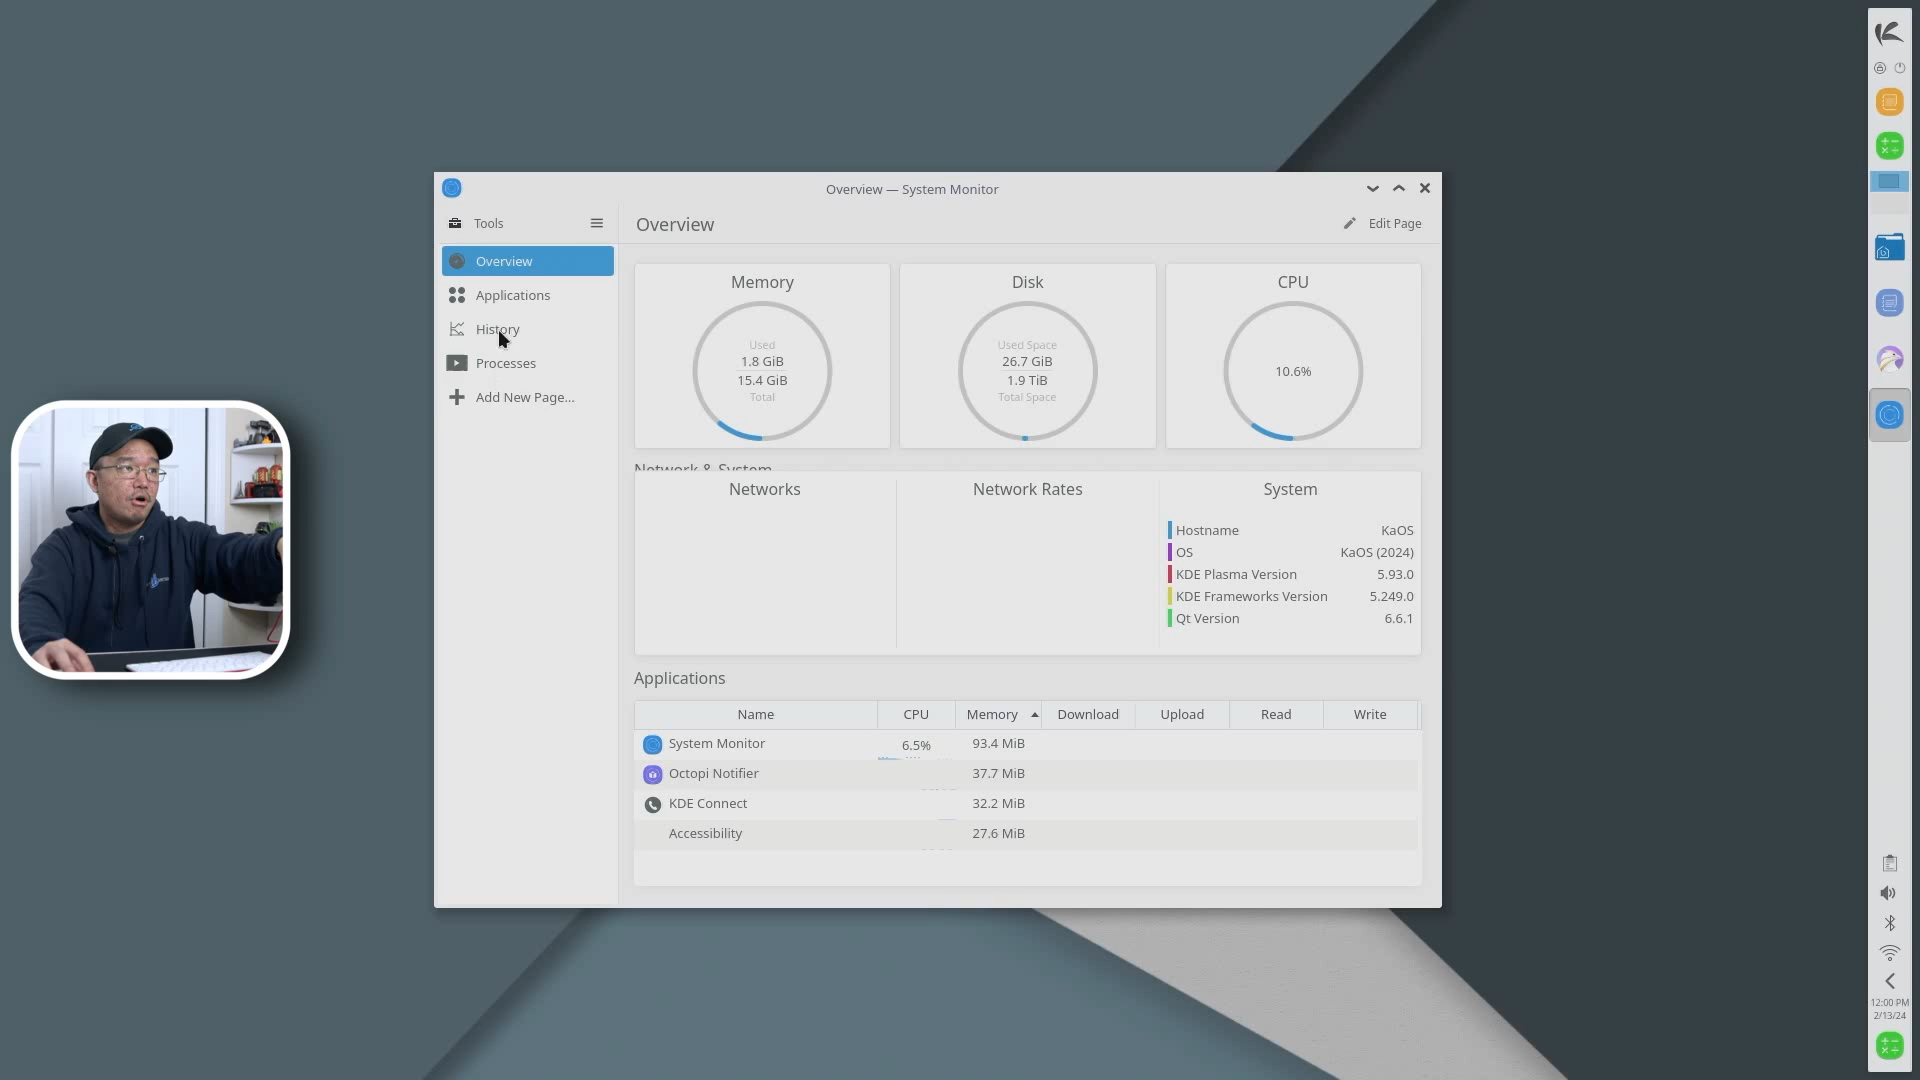 Overview — System Monitor
Tools
Overview
Edit Page
Overview
Applications
History
Processes
Add New Page...
Memory
Used
1.8 GiB
15.4 GiB
Total
Disk
Used Space
26.7 GiB
1.9 TiB
Total Space
CPU
10.6%
Network & System
Networks
Network Rates
System
Hostname KaOS
OS KaOS (2024)
KDE Plasma Version 5.93.0
KDE Frameworks Version 5.249.0
Qt Version 6.6.1
Applications
Name CPU Memory Download Upload Read Write
System Monitor 6.5% 93.4 MiB
Octopi Notifier 37.7 MiB
KDE Connect 32.2 MiB
Accessibility 27.6 MiB
12:00 PM
2/13/24